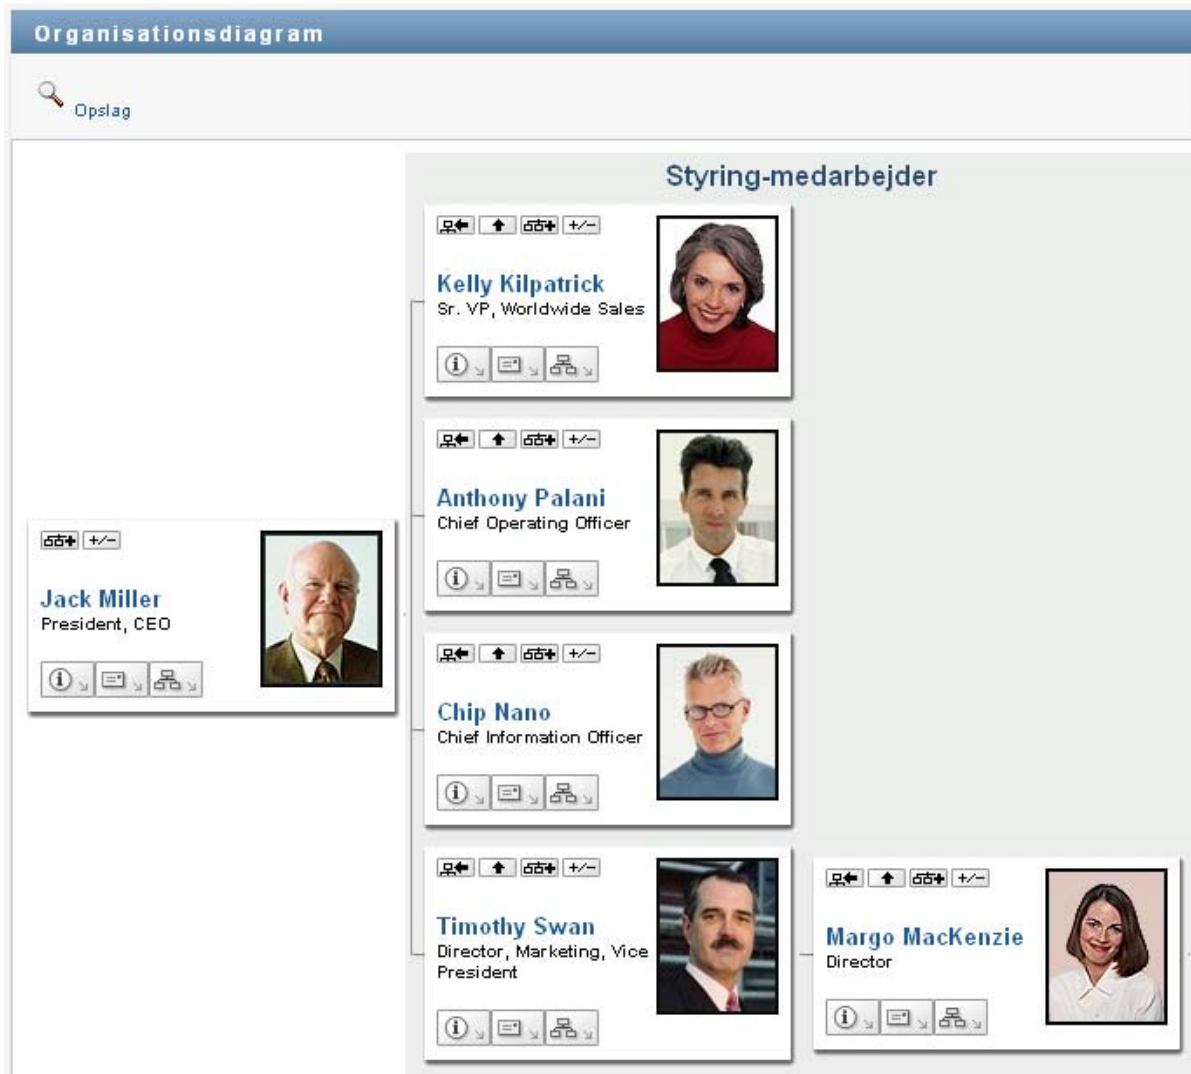 Organisationsdiagram
Opslag
Styring-medarbejder
+/-
Kelly Kilpatrick
Sr. VP, Worldwide Sales
+/-
Anthony Palani
Chief Operating Officer
+/-
Jack Miller
President, CEO
+/-
Chip Nano
Chief Information Officer
+/-
Timothy Swan
Director, Marketing, Vice
President
+/-
Margo MacKenzie
Director